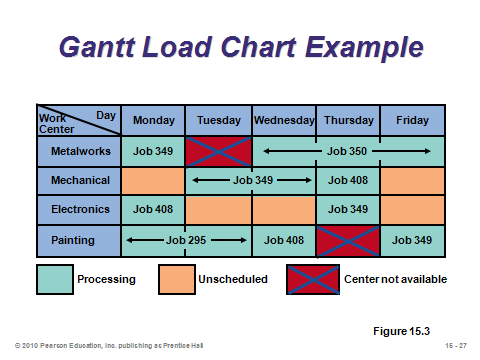 Gantt Load Chart Example
Day
Work Center
Monday Tuesday Wednesday Thursday Friday
Metalworks Job 349 Job 350
Mechanical Job 349 Job 408
Electronics Job 408 Job 349
Painting Job 295 Job 408 Job 349
Processing Unscheduled Center not available
Figure 15.3
© 2010 Pearson Education, Inc. publishing as Prentice Hall 15 - 27